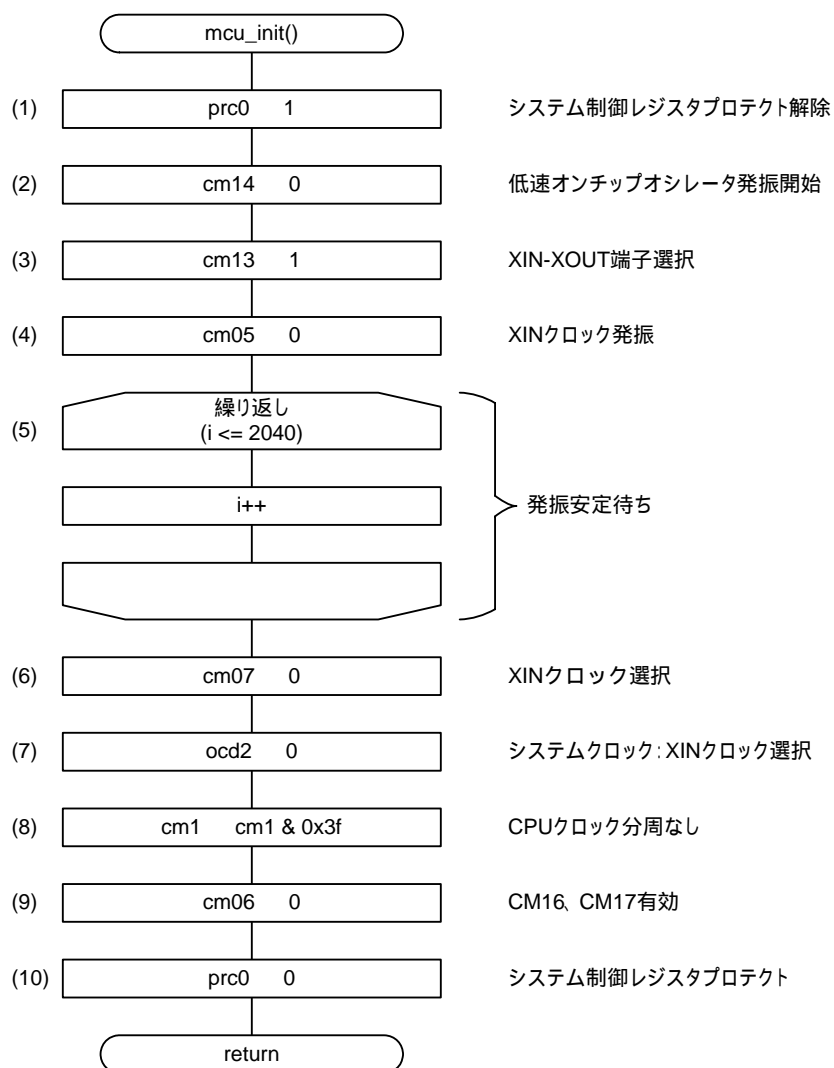 mcu_init()
(1) prc0 1 システム制御レジスタプロテクト解除
(2) cm14 0 低速オンチップオシレータ発振開始
(3) cm13 1 XIN-XOUT端子選択
(4) cm05 0 XINクロック発振
繰り返し
(5) (i <= 2040)
i++ 発振安定待ち
(6) cm07 0 XINクロック選択
(7) ocd2 0 システムクロック:XINクロック選択
(8) cm1 cm1 & 0x3f CPUクロック分周なし
(9) cm06 0 CM16、CM17有効
(10) prc0 0 システム制御レジスタプロテクト
return